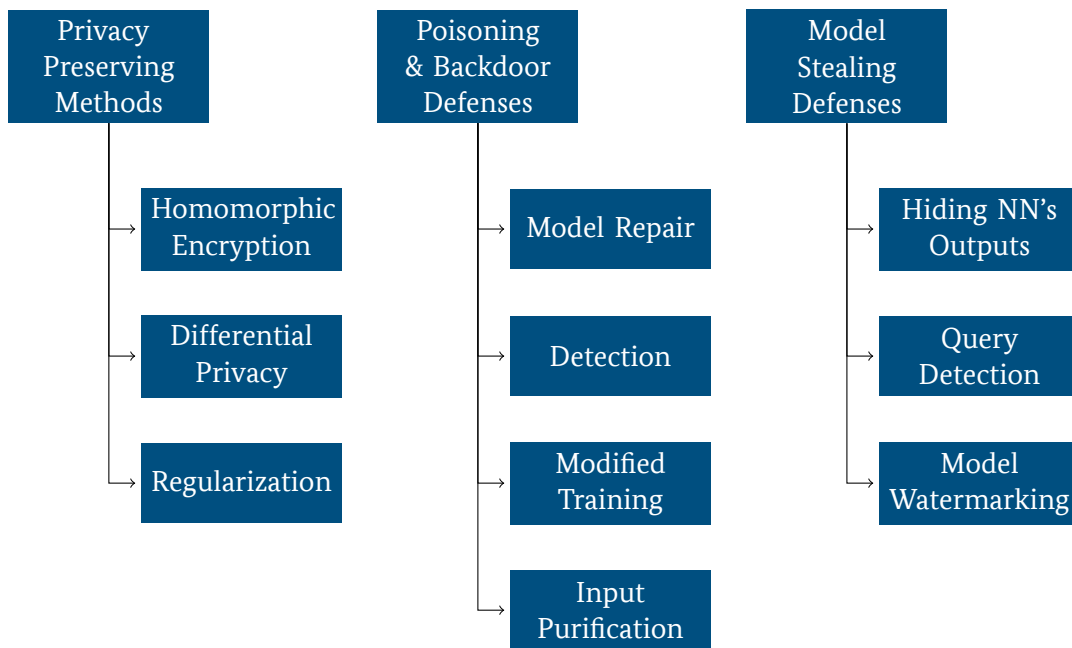 Privacy
Preserving
Methods
Homomorphic
Encryption
Differential
Privacy
Regularization
Poisoning
& Backdoor
Defenses
Model Repair
Detection
Modified
Training
Input
Purification
Model
Stealing
Defenses
Hiding NN's
Outputs
Query
Detection
Model
Watermarking